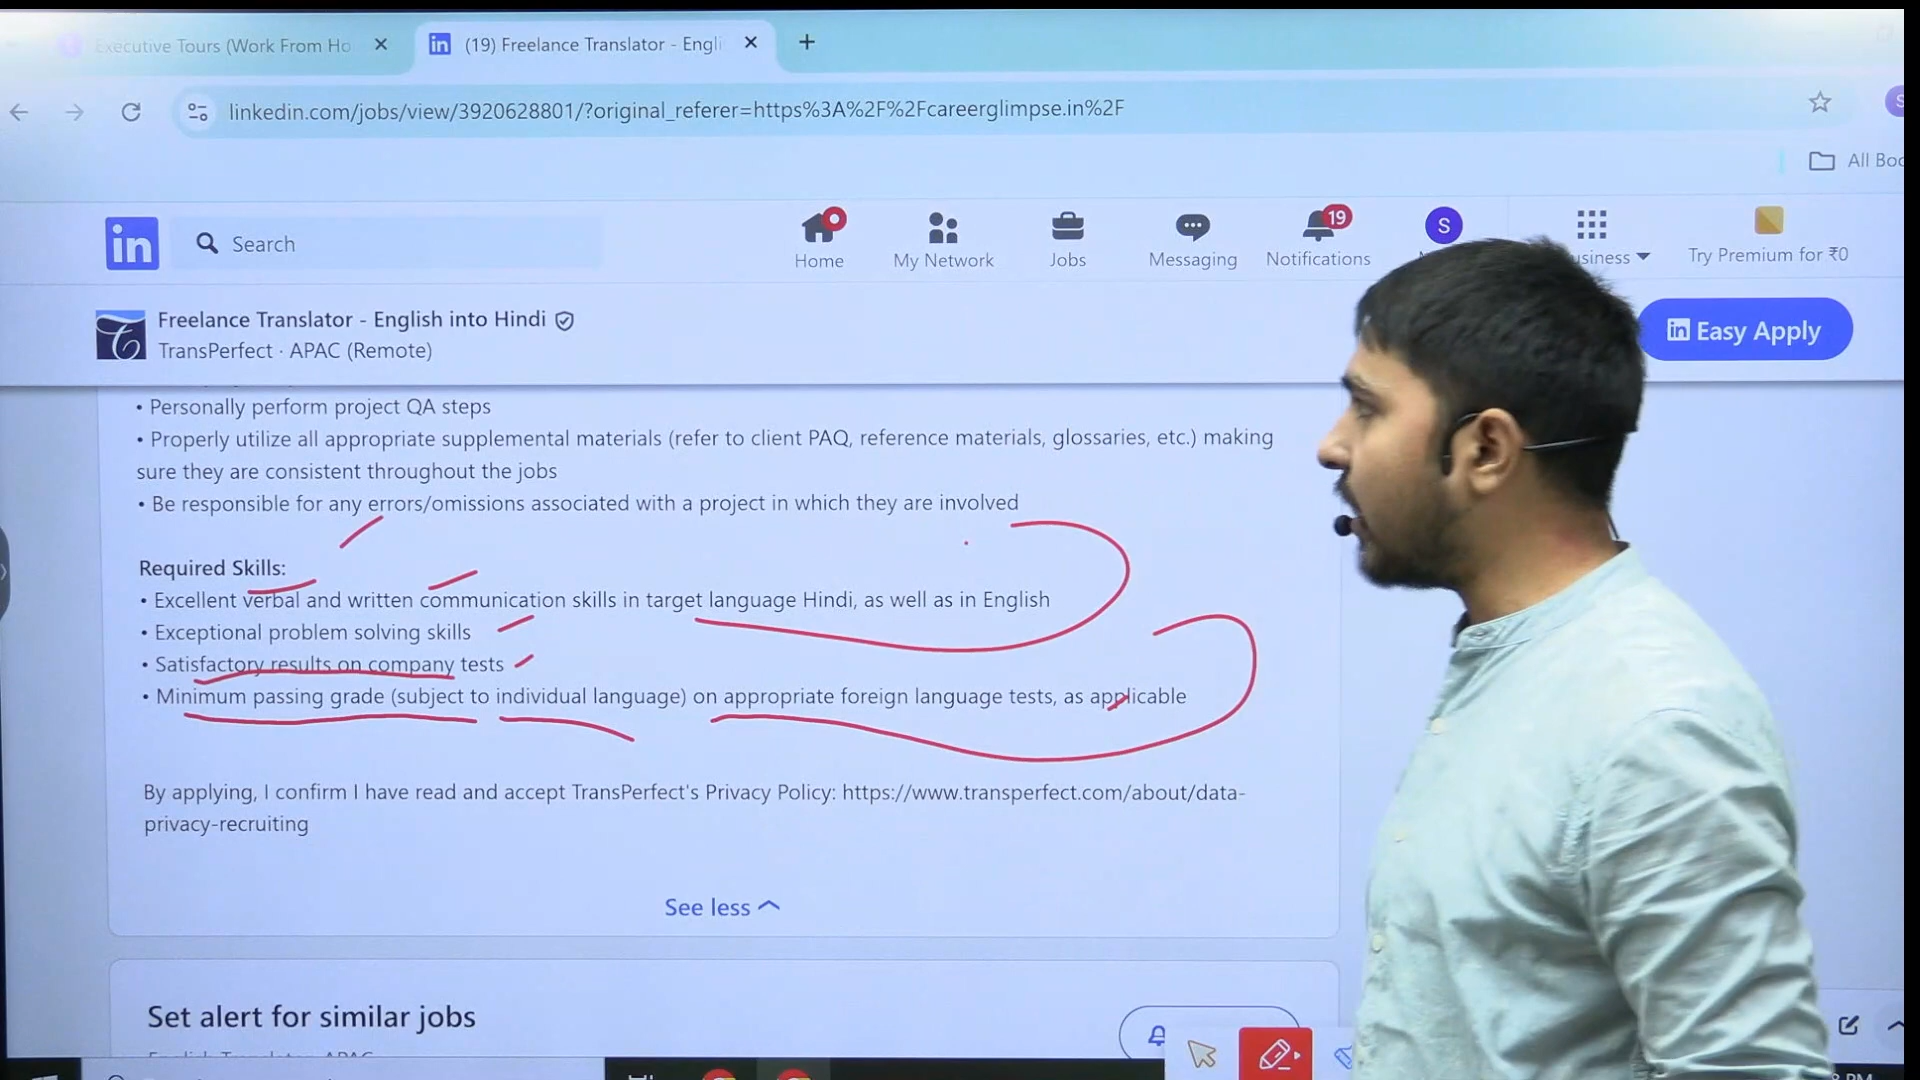 Executive Tours (Work From Ho
(19) Freelance Translator - Engli
linkedin.com/jobs/view/3920628801/?original_referer=https%3A%2F%2Fcareerglimpse.in%2F
S
All Boo
in
Search
Home
My Network
Jobs
Messaging
19
Notifications
S
usiness
Try Premium for ₹0
Freelance Translator - English into Hindi
TransPerfect · APAC (Remote)
in Easy Apply
• Personally perform project QA steps
• Properly utilize all appropriate supplemental materials (refer to client PAQ, reference materials, glossaries, etc.) making
sure they are consistent throughout the jobs
• Be responsible for any errors/omissions associated with a project in which they are involved
Required Skills:
• Excellent verbal and written communication skills in target language Hindi, as well as in English
• Exceptional problem solving skills
• Satisfactory results on company tests
• Minimum passing grade (subject to individual language) on appropriate foreign language tests, as applicable
By applying, I confirm I have read and accept TransPerfect's Privacy Policy: https://www.transperfect.com/about/data-
privacy-recruiting
See less
Set alert for similar jobs
PM